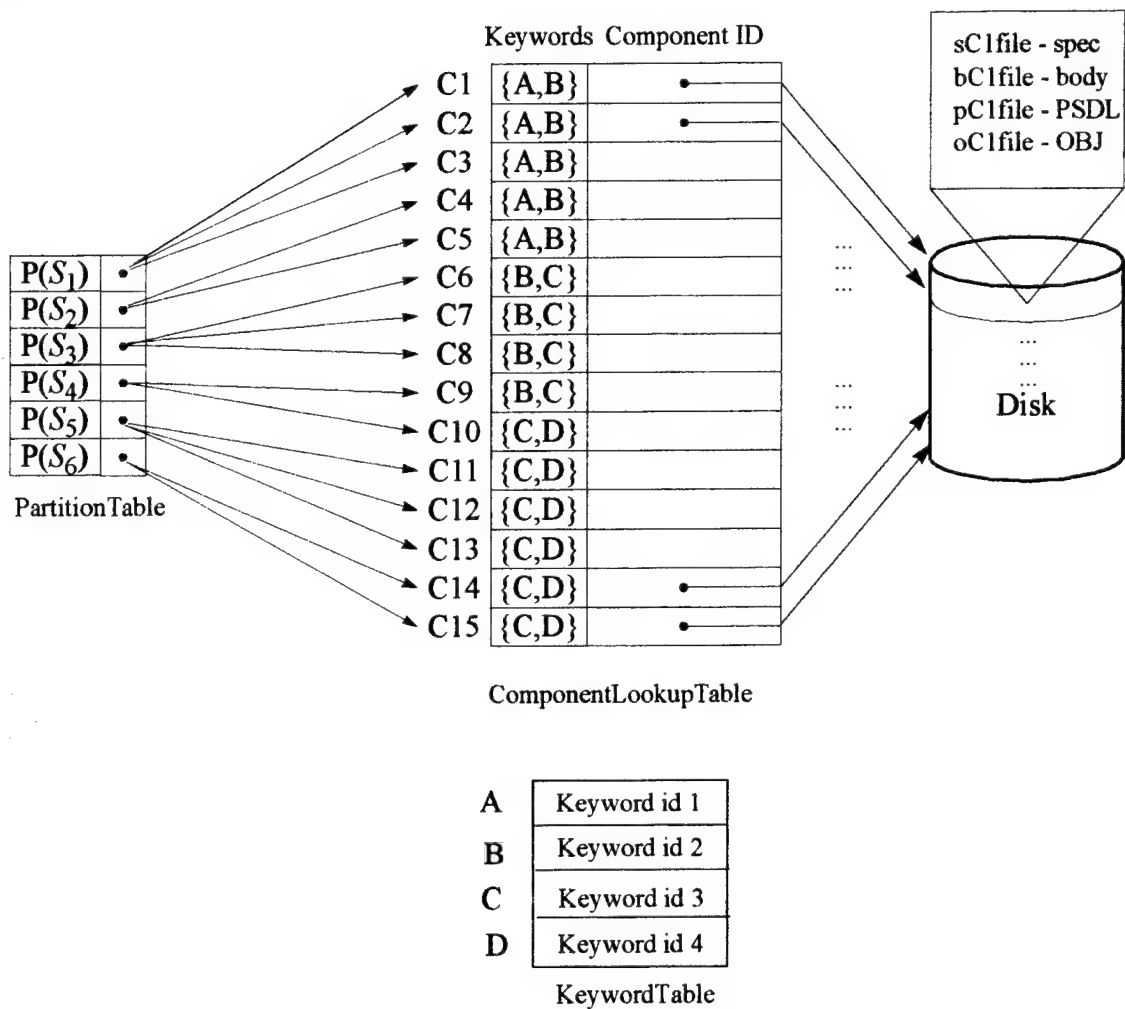 Keywords Component ID
C1 {A,B}
C2 {A,B}
C3 {A,B}
C4 {A,B}
C5 {A,B}
C6 {B,C}
C7 {B,C}
C8 {B,C}
C9 {B,C}
C10 {C,D}
C11 {C,D}
C12 {C,D}
C13 {C,D}
C14 {C,D}
C15 {C,D}
ComponentLookupTable
P(S1)
P(S2)
P(S3)
P(S4)
P(S5)
P(S6)
PartitionTable
...
...
...
...
...
...
sC1file - spec
bC1file - body
pC1file - PSDL
oC1file - OBJ
...
...
...
Disk
A Keyword id 1
B Keyword id 2
C Keyword id 3
D Keyword id 4
KeywordTable